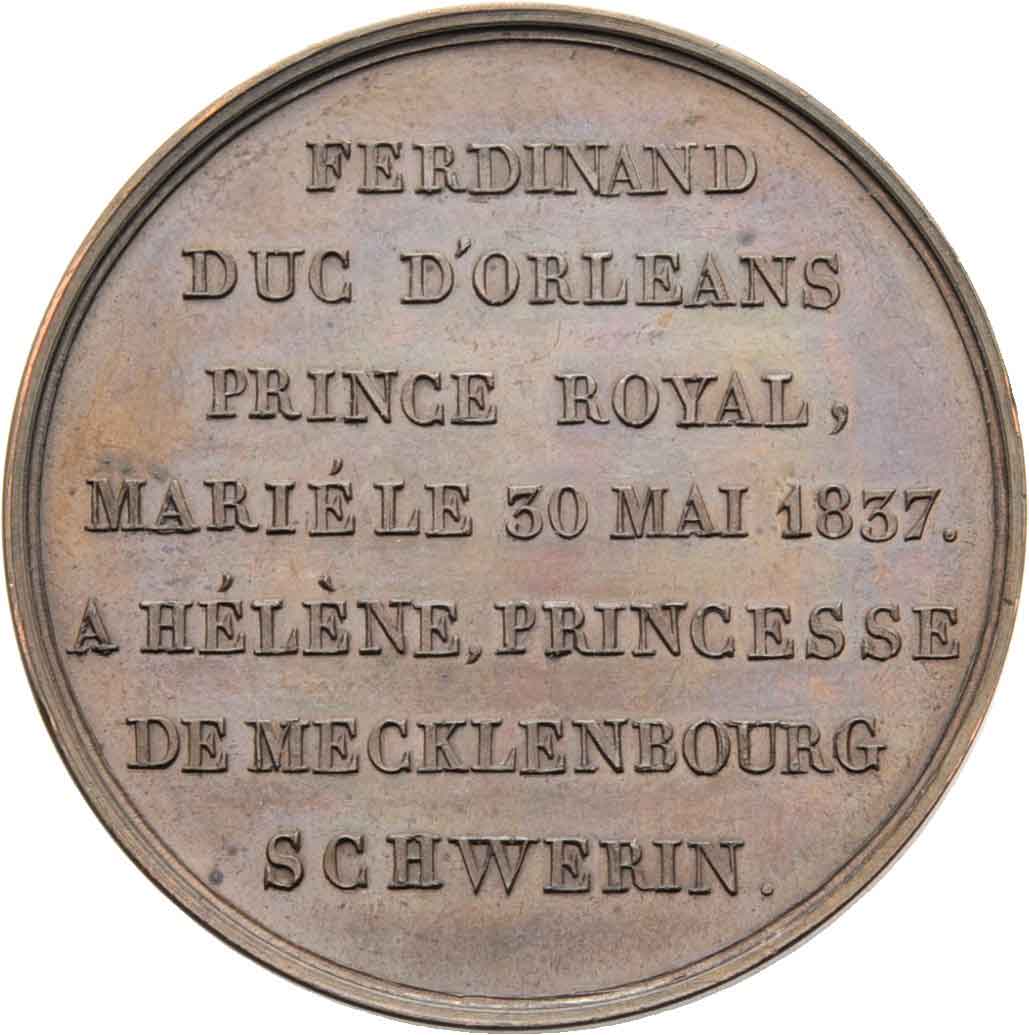 FERDINAND
DUC D'ORLEANS
PRINCE ROYAL,
MARIÉ LE 30 MAI 1837.
A HÉLÈNE, PRINCESSE
DE MECKLENBOURG
SCHWERIN.